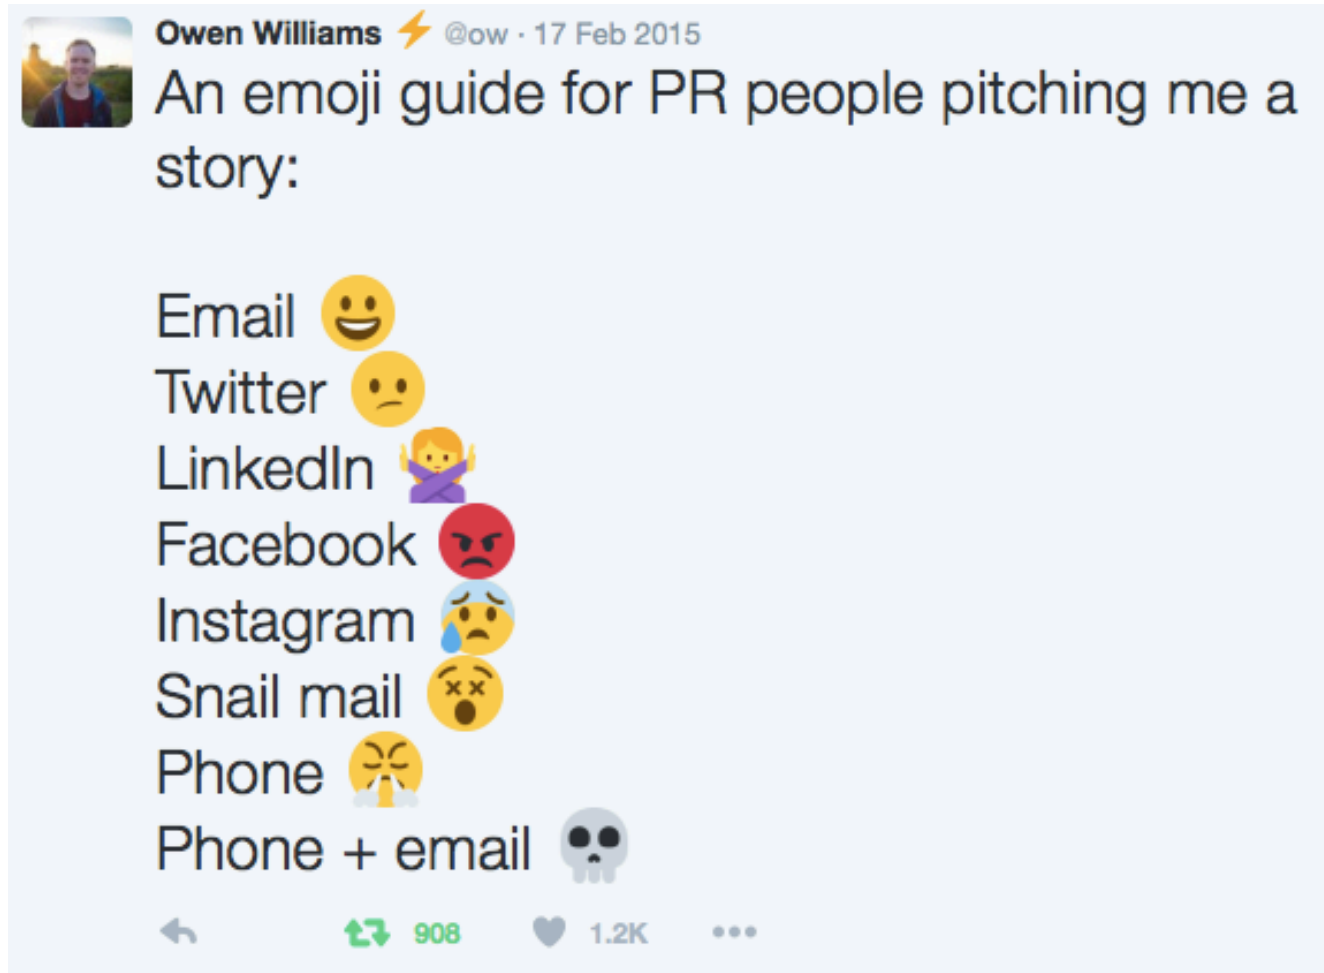 Owen Williams ⚡ @ow · 17 Feb 2015
An emoji guide for PR people pitching me a
story:
Email 😀
Twitter 😕
LinkedIn 🙅
Facebook 😡
Instagram 😰
Snail mail 😵
Phone 😤
Phone + email 💀
908 1.2K